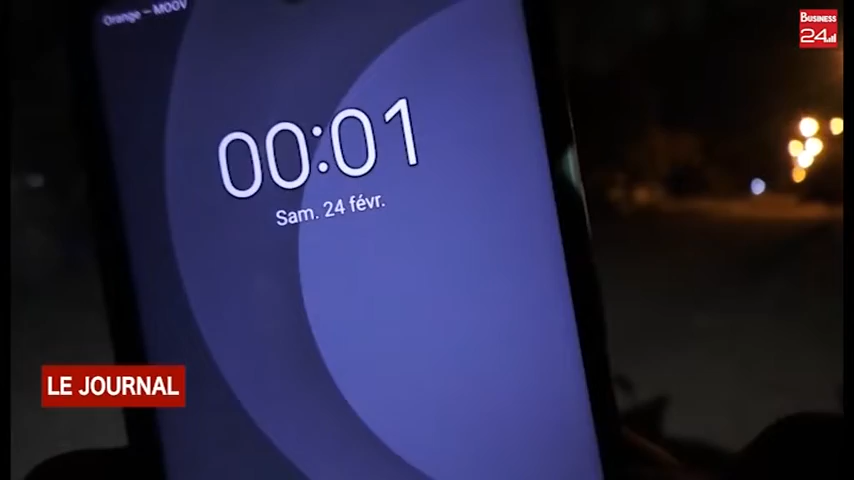 Orange — MOOV
BUSINESS
24
00:01
Sam. 24 févr.
LE JOURNAL